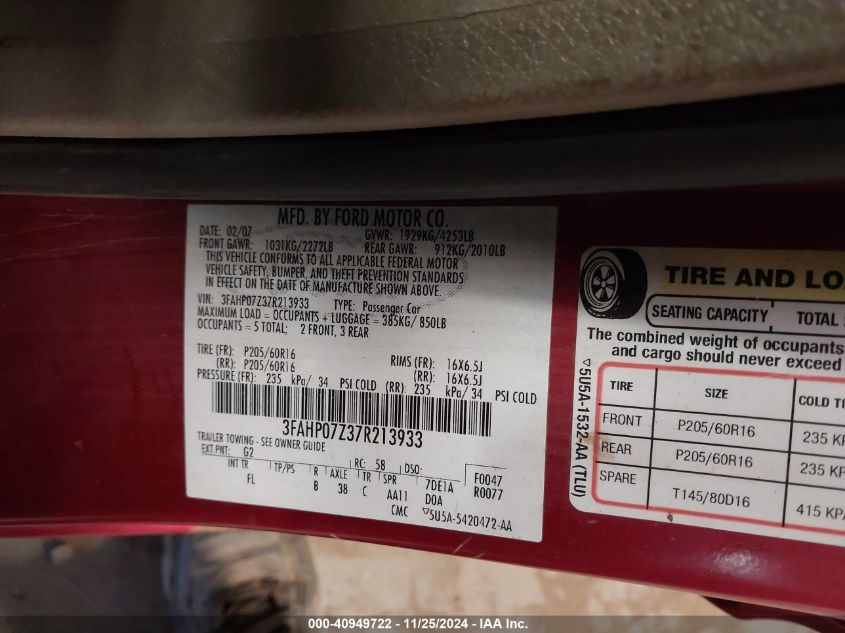 MFD. BY FORD MOTOR CO.
DATE: 02/07 GVWR: 1929KG/4253LB
FRONT GAWR: 1031KG/2272LB REAR GAWR: 912KG/2010LB
THIS VEHICLE CONFORMS TO ALL APPLICABLE FEDERAL MOTOR
VEHICLE SAFETY, BUMPER, AND THEFT PREVENTION STANDARDS
IN EFFECT ON THE DATE OF MANUFACTURE SHOWN ABOVE
VIN: 3FAHP07Z37R213933 TYPE: Passenger Car
MAXIMUM LOAD = OCCUPANTS + LUGGAGE = 385KG/ 850LB
OCCUPANTS = 5 TOTAL; 2 FRONT, 3 REAR
TIRE (FR): P205/60R16 RIMS (FR): 16X6.5J
(RR): P205/60R16 (RR): 16X6.5J
PRESSURE (FR): 235 kPa/ 34 PSI COLD (RR): 235 kPa/ 34 PSI COLD
3FAHP07Z37R213933
TRAILER TOWING - SEE OWNER GUIDE
EXT PNT: G2 RC: 58 DSO:
INT TR TP/PS R AXLE TR SPR 7DE1A F0047
FL B 38 C AA11 DOA R0077
CMC ▽5U5A-5420472-AA
TIRE AND LO
SEATING CAPACITY TOTAL
The combined weight of occupants
and cargo should never exceed
TIRE SIZE COLD TI
FRONT P205/60R16 235 KP
REAR P205/60R16 235 KP
SPARE T145/80D16 415 KPA
▽5U5A-1532-AA (TLU)
000-40949722 - 11/25/2024 - IAA Inc.